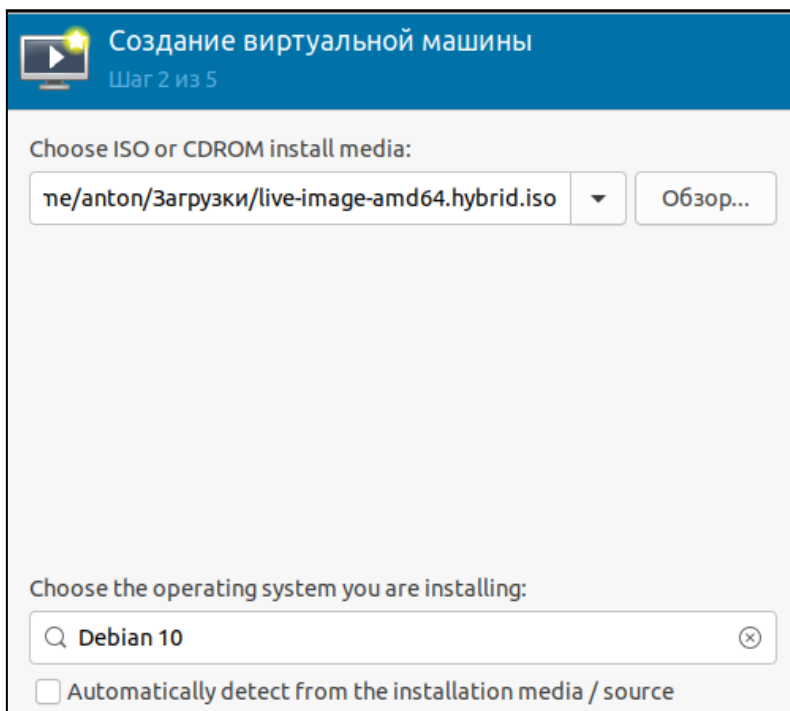 Создание виртуальной машины
Шаг 2 из 5
Choose ISO or CDROM install media:
me/anton/Загрузки/live-image-amd64.hybrid.iso
Обзор...
Choose the operating system you are installing:
Debian 10
Automatically detect from the installation media / source